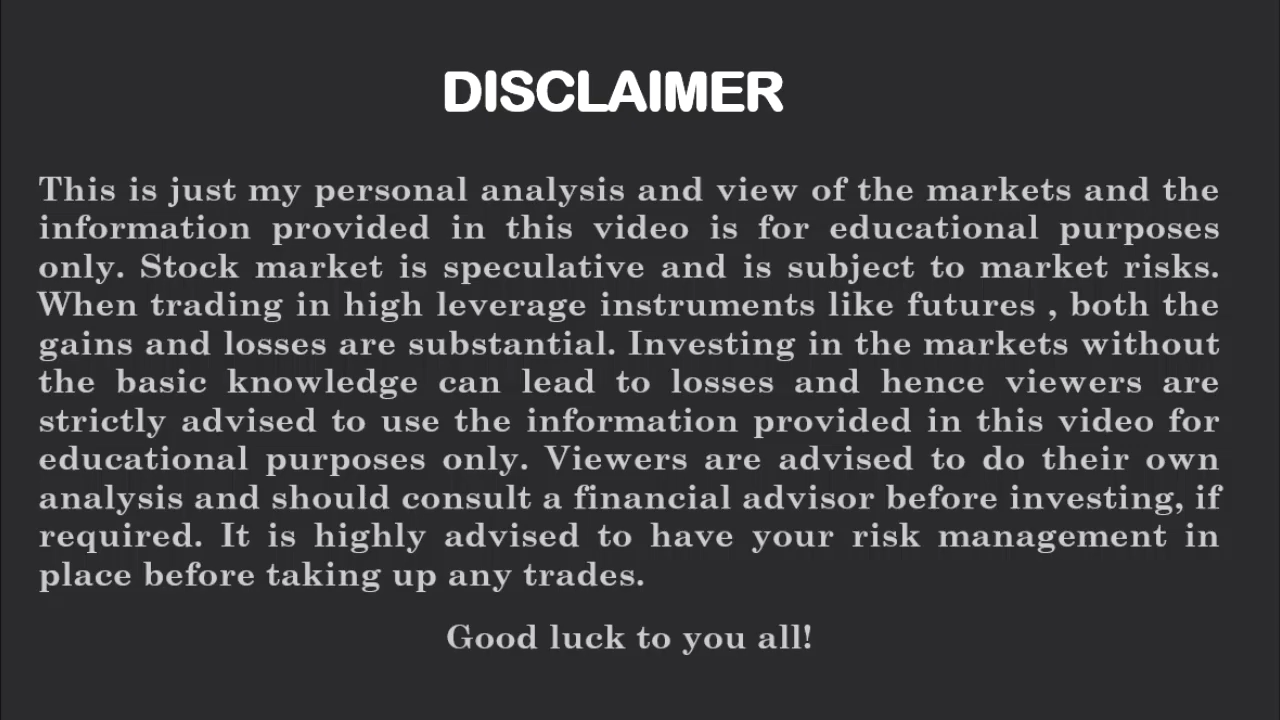 DISCLAIMER
This is just my personal analysis and view of the markets and the
information provided in this video is for educational purposes
only. Stock market is speculative and is subject to market risks.
When trading in high leverage instruments like futures , both the
gains and losses are substantial. Investing in the markets without
the basic knowledge can lead to losses and hence viewers are
strictly advised to use the information provided in this video for
educational purposes only. Viewers are advised to do their own
analysis and should consult a financial advisor before investing, if
required. It is highly advised to have your risk management in
place before taking up any trades.
Good luck to you all!